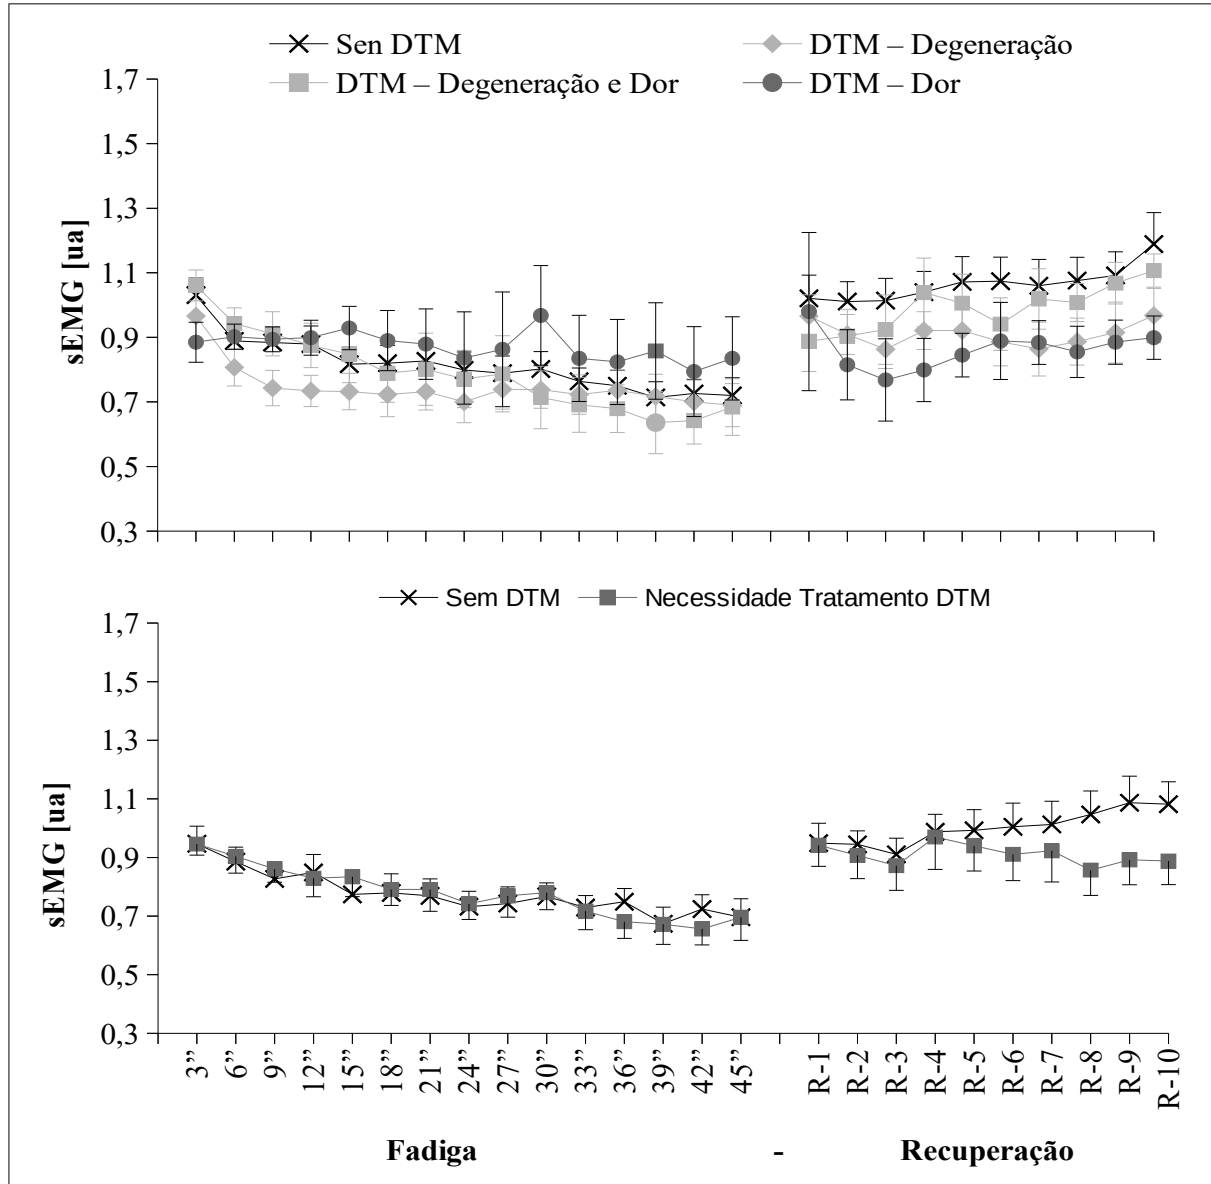 Sen DTM DTM – Degeneração
DTM – Degeneração e Dor DTM – Dor
1,7
1,5
1,3
1,1
0,9
0,7
0,5
0,3
sEMG [ua]
Sem DTM Necessidade Tratamento DTM
1,7
1,5
1,3
1,1
0,9
0,7
0,5
0,3
sEMG [ua]
3” 6” 9” 12” 15” 18” 21” 24” 27” 30” 33” 36” 39” 42” 45” R-1 R-2 R-3 R-4 R-5 R-6 R-7 R-8 R-9 R-10
Fadiga - Recuperação